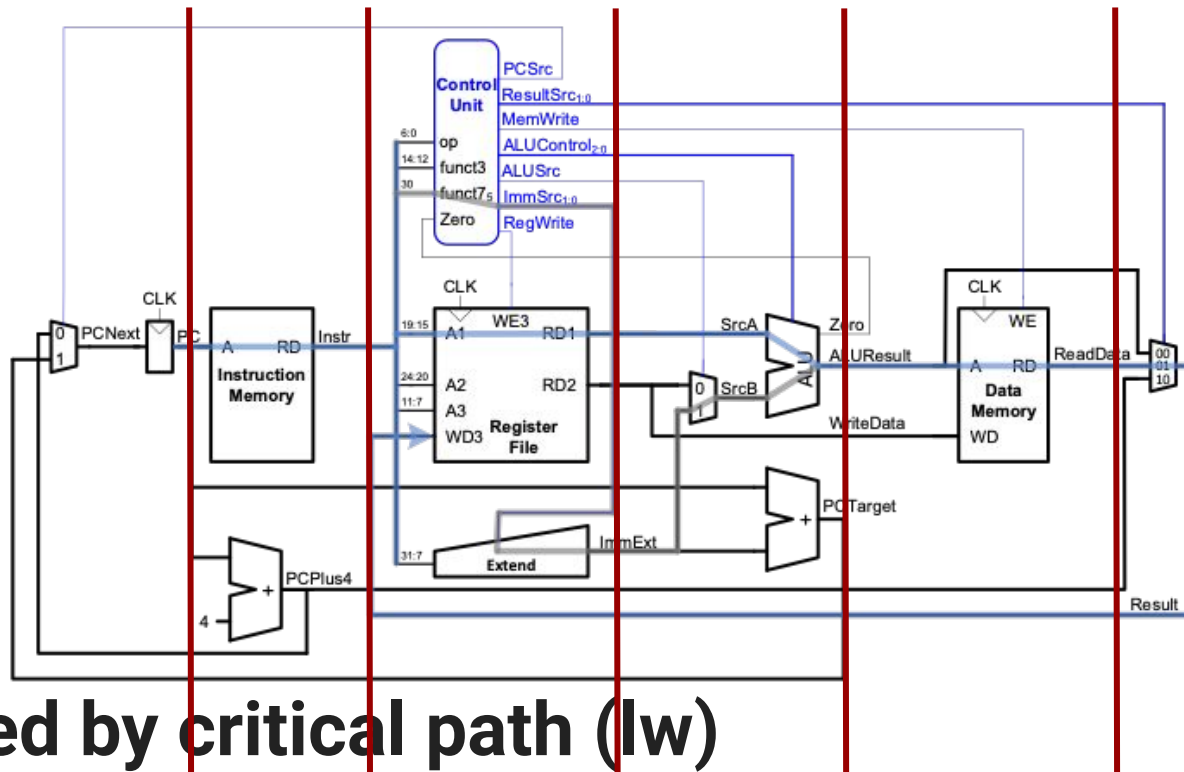 PCSrc
Control
Unit
ResultSrc1:0
MemWrite
6:0
op
ALUControl2:0
14:12
funct3
ALUSrc
30
funct75
ImmSrc1:0
Zero
RegWrite
CLK
CLK
CLK
0
1
PCNext
PC
A
RD
Instr
Instruction
Memory
19:15
A1
WE3
RD1
SrcA
Zero
WE
ALU
ALUResult
A
RD
ReadData
00
01
10
24:20
A2
RD2
0
1
SrcB
Data
Memory
11:7
A3
Register
File
WD3
WriteData
WD
PCTarget
+
ImmExt
31:7
Extend
PCPlus4
+
4
Result
ed by critical path (lw)